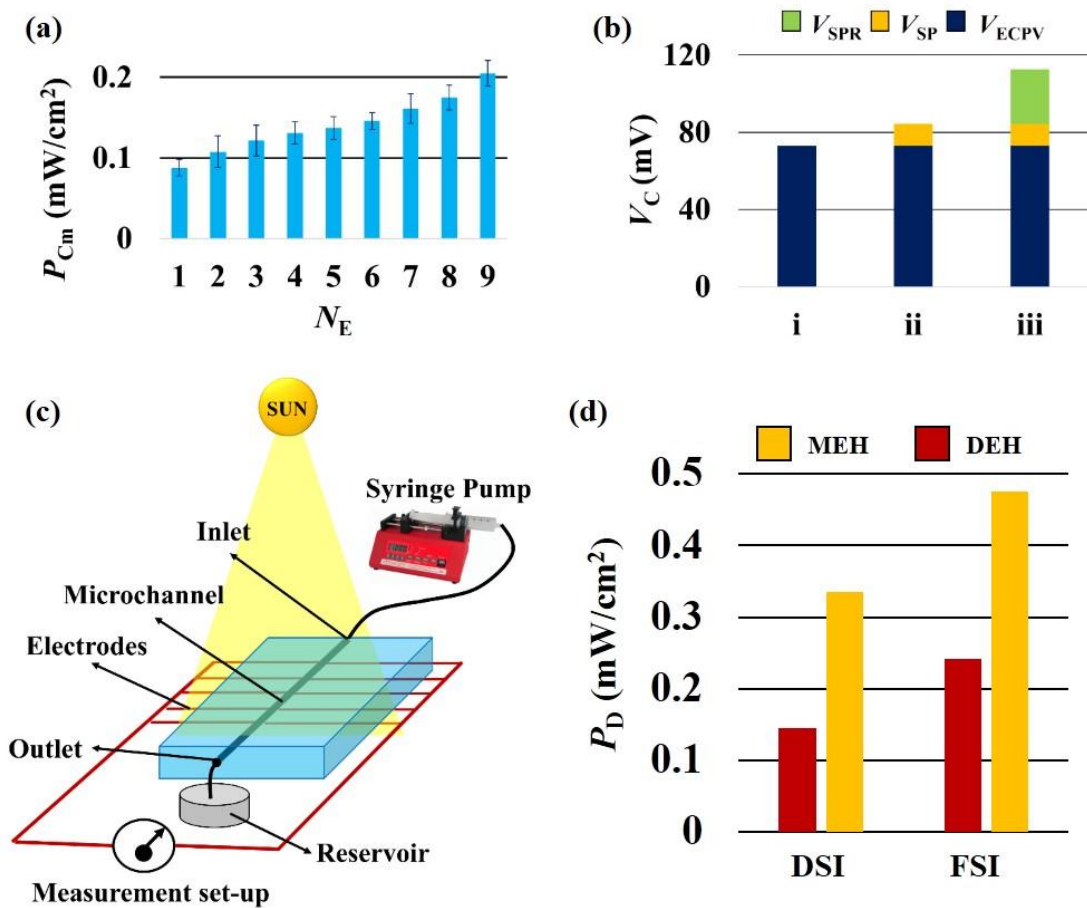 (a)
P_Cm (mW/cm²)
0.2
0.1
0
1 2 3 4 5 6 7 8 9
N_E
(b)
V_SPR V_SP V_ECPV
V_C (mV)
120
80
40
0
i ii iii
(c)
SUN
Syringe Pump
Inlet
Microchannel
Electrodes
Outlet
Reservoir
Measurement set-up
(d)
MEH DEH
P_D (mW/cm²)
0.5
0.4
0.3
0.2
0.1
0
DSI FSI